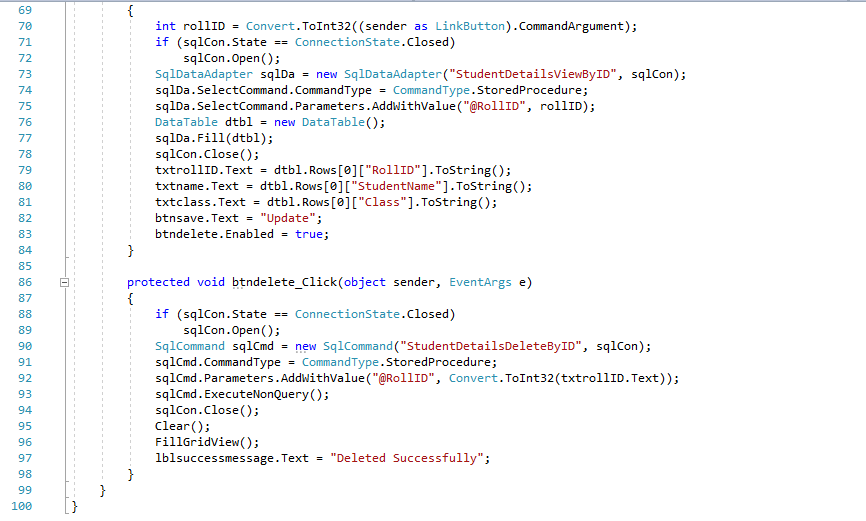 69 {
70 int rollID = Convert.ToInt32((sender as LinkButton).CommandArgument);
71 if (sqlCon.State == ConnectionState.Closed)
72 sqlCon.Open();
73 SqlDataAdapter sqlDa = new SqlDataAdapter("StudentDetailsViewByID", sqlCon);
74 sqlDa.SelectCommand.CommandType = CommandType.StoredProcedure;
75 sqlDa.SelectCommand.Parameters.AddWithValue("@RollID", rollID);
76 DataTable dtbl = new DataTable();
77 sqlDa.Fill(dtbl);
78 sqlCon.Close();
79 txtrollID.Text = dtbl.Rows[0]["RollID"].ToString();
80 txtname.Text = dtbl.Rows[0]["StudentName"].ToString();
81 txtclass.Text = dtbl.Rows[0]["Class"].ToString();
82 btnsave.Text = "Update";
83 btndelete.Enabled = true;
84 }
85
86 protected void btndelete_Click(object sender, EventArgs e)
87 {
88 if (sqlCon.State == ConnectionState.Closed)
89 sqlCon.Open();
90 SqlCommand sqlCmd = new SqlCommand("StudentDetailsDeleteByID", sqlCon);
91 sqlCmd.CommandType = CommandType.StoredProcedure;
92 sqlCmd.Parameters.AddWithValue("@RollID", Convert.ToInt32(txtrollID.Text));
93 sqlCmd.ExecuteNonQuery();
94 sqlCon.Close();
95 Clear();
96 FillGridView();
97 lblsuccessmessage.Text = "Deleted Successfully";
98 }
99 }
100 }